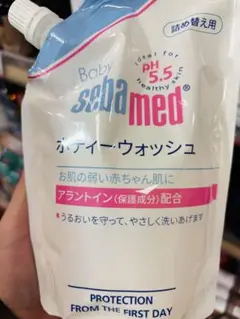 詰め替え用
ideal for
pH 5.5
healthy skin
Baby
sebamed®
ボディー・ウォッシュ
お肌の弱い赤ちゃん肌に
アラントイン(保護成分)配合
*うるおいを守って、やさしく洗いあげます
PROTECTION
FROM THE FIRST DAY